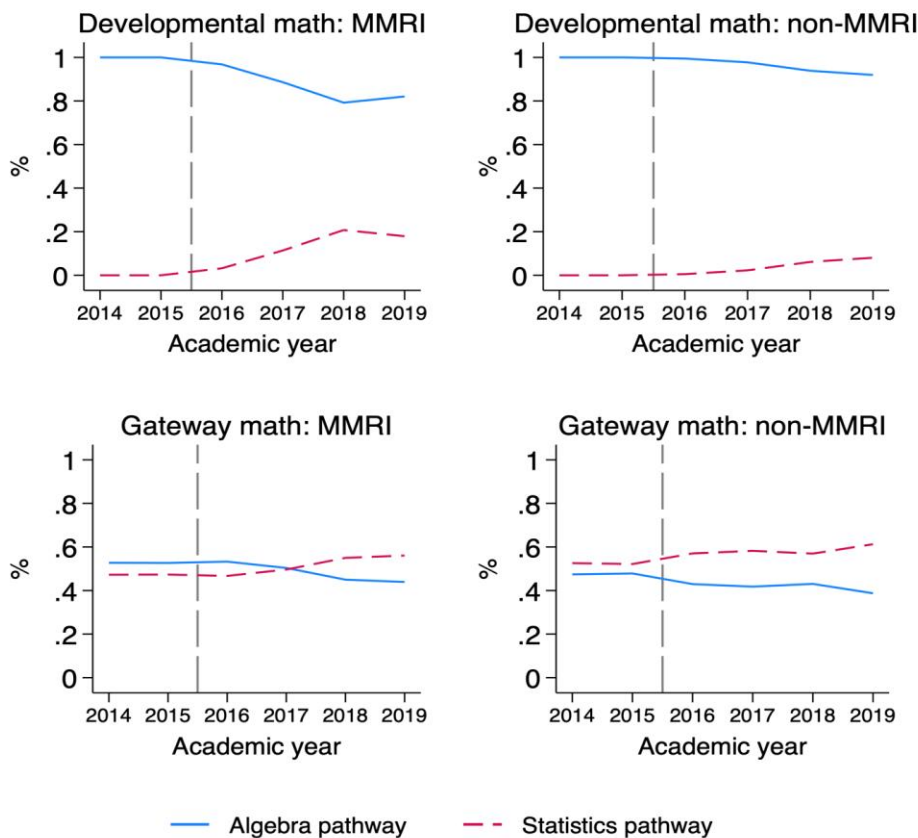 Developmental math: MMRI
1
.8
.6
.4
.2
0
%
2014 2015 2016 2017 2018 2019
Academic year
Developmental math: non-MMRI
1
.8
.6
.4
.2
0
%
2014 2015 2016 2017 2018 2019
Academic year
Gateway math: MMRI
1
.8
.6
.4
.2
0
%
2014 2015 2016 2017 2018 2019
Academic year
Gateway math: non-MMRI
1
.8
.6
.4
.2
0
%
2014 2015 2016 2017 2018 2019
Academic year
Algebra pathway
Statistics pathway